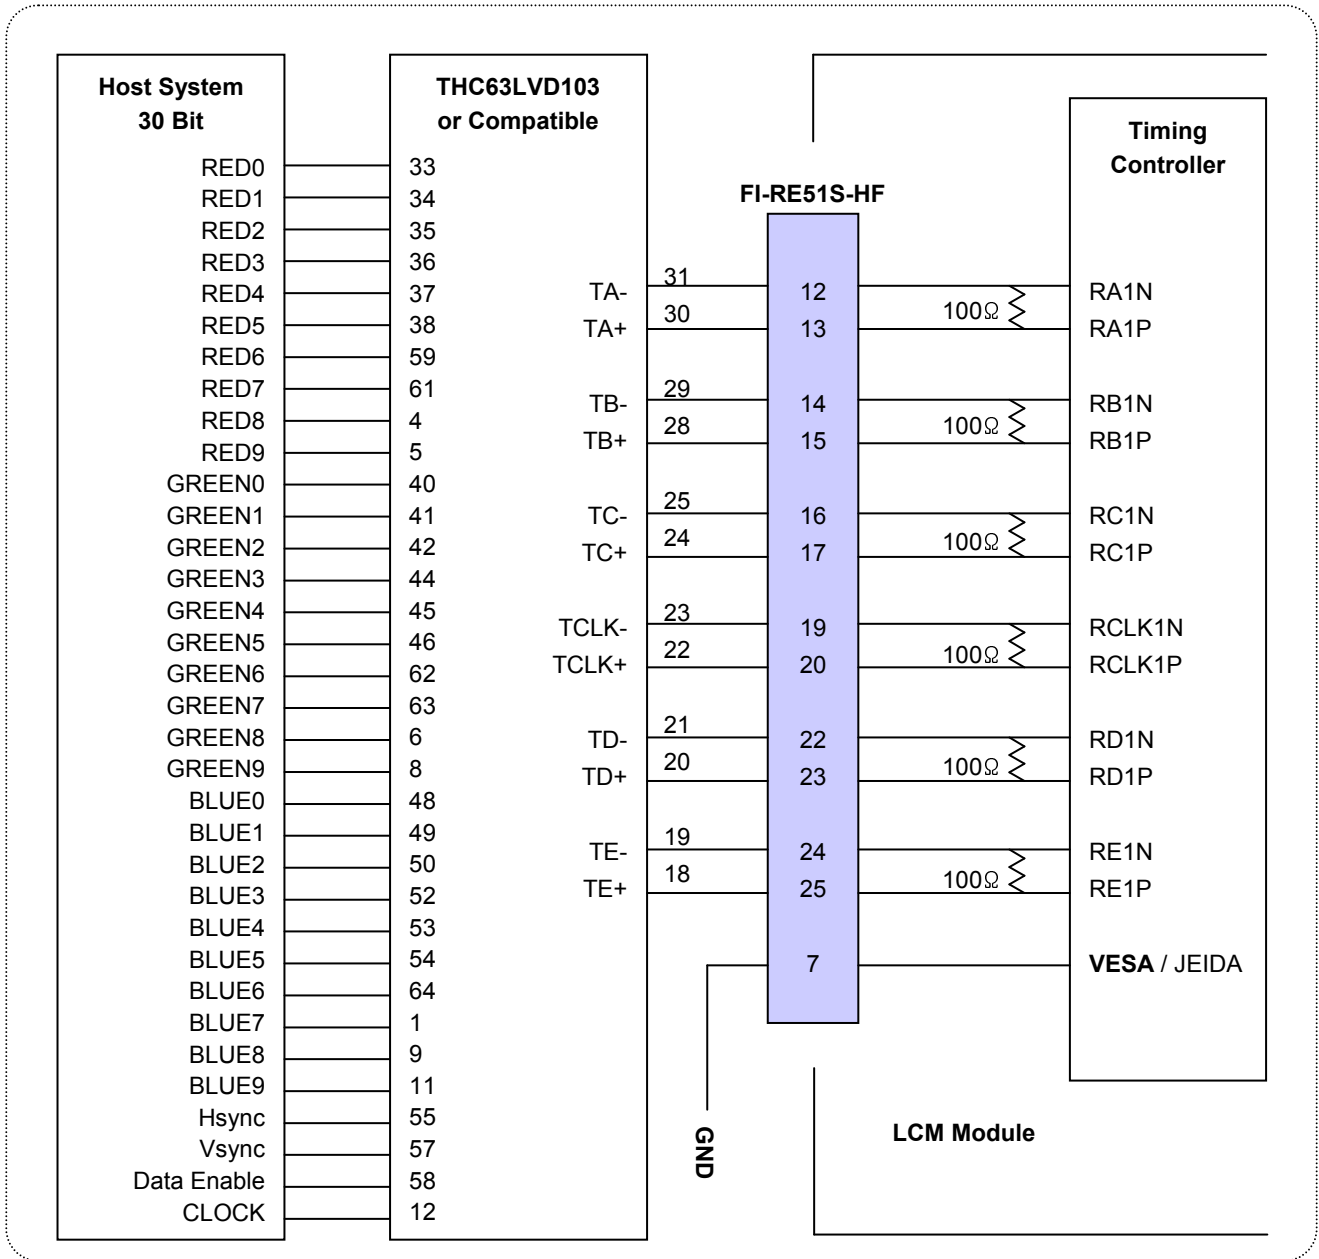 Host System
30 Bit
RED0
RED1
RED2
RED3
RED4
RED5
RED6
RED7
RED8
RED9
GREEN0
GREEN1
GREEN2
GREEN3
GREEN4
GREEN5
GREEN6
GREEN7
GREEN8
GREEN9
BLUE0
BLUE1
BLUE2
BLUE3
BLUE4
BLUE5
BLUE6
BLUE7
BLUE8
BLUE9
Hsync
Vsync
Data Enable
CLOCK
THC63LVD103
or Compatible
33
34
35
36
37
38
59
61
4
5
40
41
42
44
45
46
62
63
6
8
48
49
50
52
53
54
64
1
9
11
55
57
58
12
TA-
TA+
TB-
TB+
TC-
TC+
TCLK-
TCLK+
TD-
TD+
TE-
TE+
31
30
29
28
25
24
23
22
21
20
19
18
GND
FI-RE51S-HF
12
13
14
15
16
17
19
20
22
23
24
25
7
100Ω
100Ω
100Ω
100Ω
100Ω
100Ω
Timing
Controller
RA1N
RA1P
RB1N
RB1P
RC1N
RC1P
RCLK1N
RCLK1P
RD1N
RD1P
RE1N
RE1P
VESA / JEIDA
LCM Module